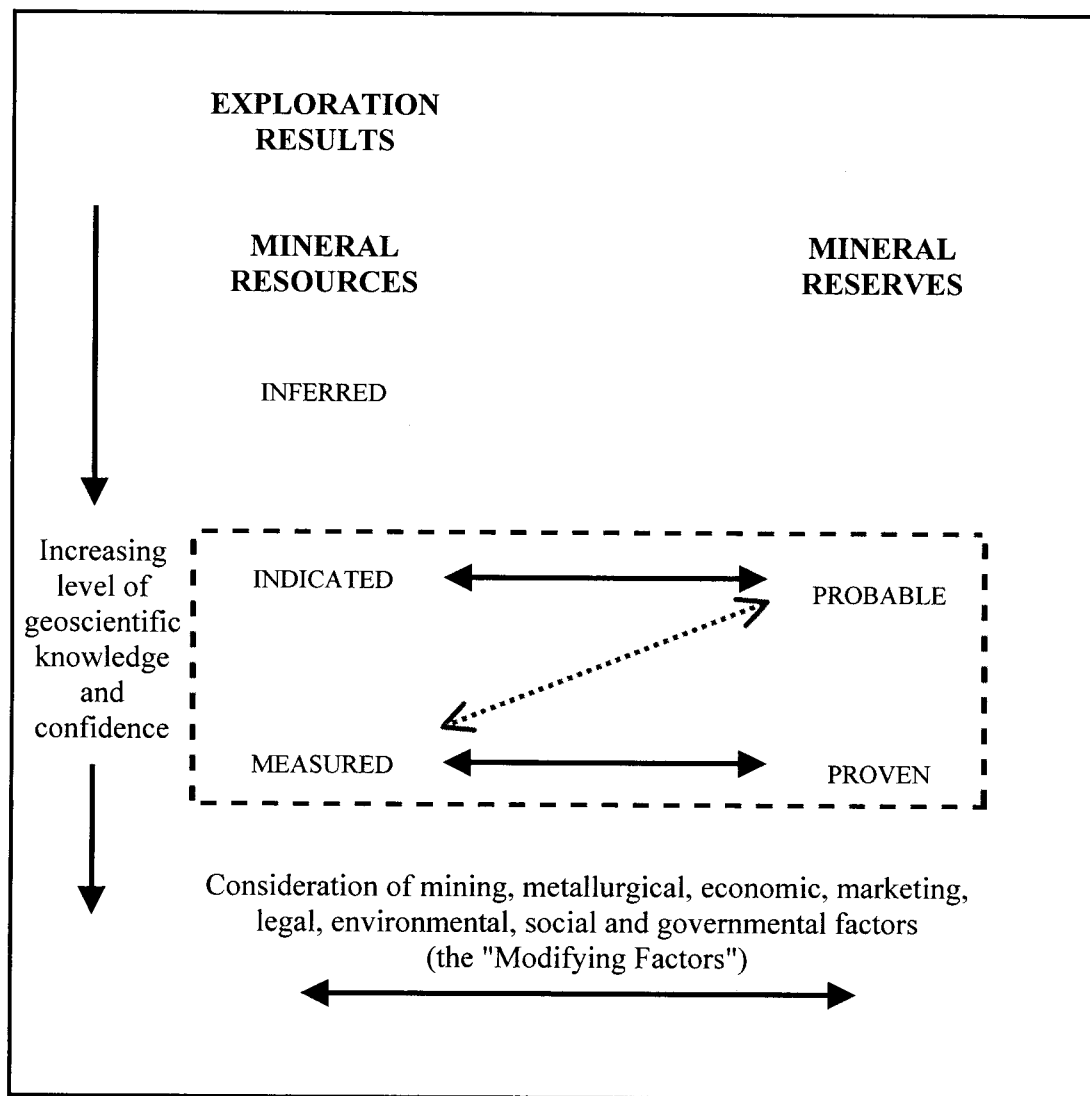 EXPLORATION
RESULTS
MINERAL
RESOURCES
MINERAL
RESERVES
INFERRED
Increasing
level of
geoscientific
knowledge
and
confidence
INDICATED
PROBABLE
MEASURED
PROVEN
Consideration of mining, metallurgical, economic, marketing,
legal, environmental, social and governmental factors
(the "Modifying Factors")